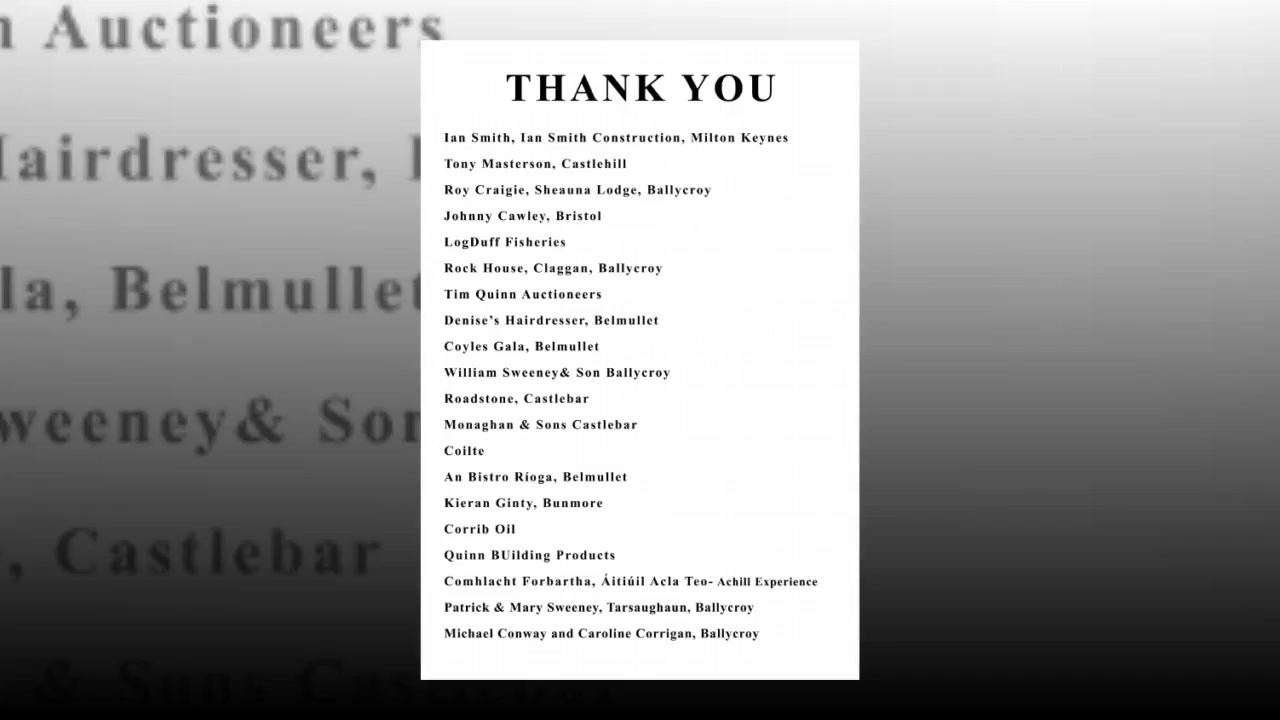 THANK YOU
Ian Smith, Ian Smith Construction, Milton Keynes
Tony Masterson, Castlehill
Roy Craigie, Sheauna Lodge, Ballycroy
Johnny Cawley, Bristol
LogDuff Fisheries
Rock House, Claggan, Ballycroy
Tim Quinn Auctioneers
Denise’s Hairdresser, Belmullet
Coyles Gala, Belmullet
William Sweeney& Son Ballycroy
Roadstone, Castlebar
Monaghan & Sons Castlebar
Coilte
An Bistro Ríoga, Belmullet
Kieran Ginty, Bunmore
Corrib Oil
Quinn BUilding Products
Comhlacht Forbartha, Áitiúil Acla Teo- Achill Experience
Patrick & Mary Sweeney, Tarsaughaun, Ballycroy
Michael Conway and Caroline Corrigan, Ballycroy
n Auctioneers
Hairdresser,
la, Belmullet
weeney& Son
, Castlebar
& Sons Castlebar